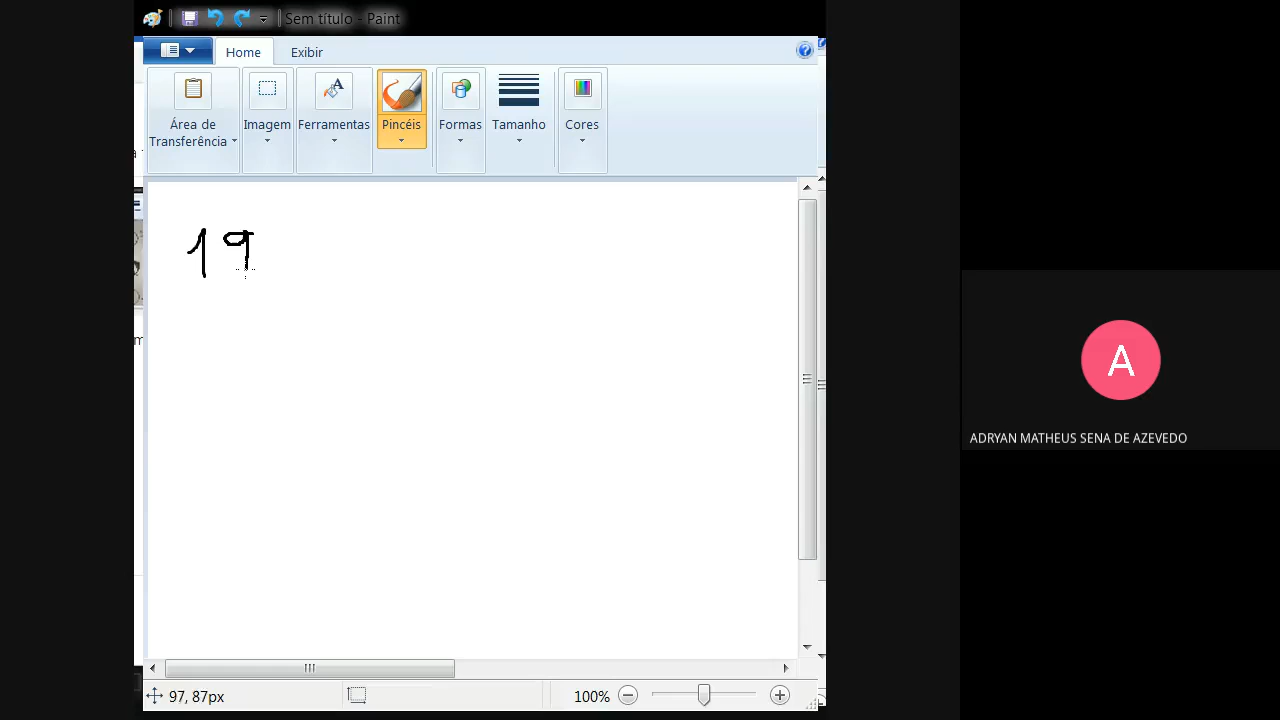 Sem título - Paint
Home Exibir
Área de Transferência
Imagem
Ferramentas
Pincéis
Formas
Tamanho
Cores
19
A
ADRYAN MATHEUS SENA DE AZEVEDO
97, 87px
100%